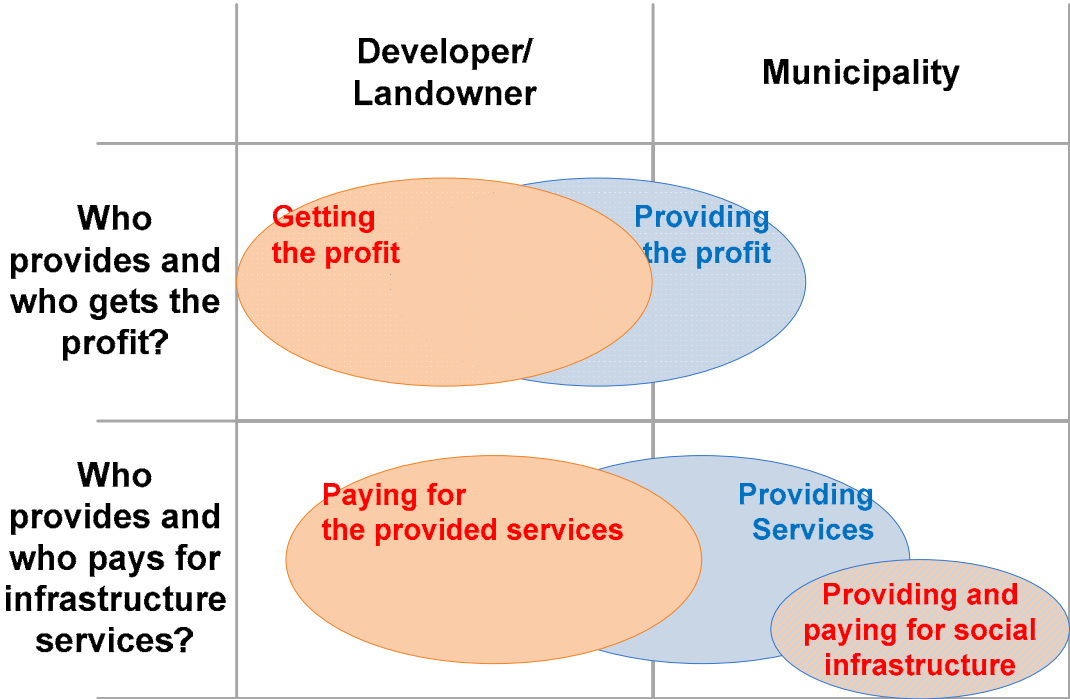 Developer/
Landowner
Municipality
Who
provides and
who gets the
profit?
Getting
the profit
Providing
the profit
Who
provides and
who pays for
infrastructure
services?
Paying for
the provided services
Providing
Services
Providing and
paying for social
infrastructure